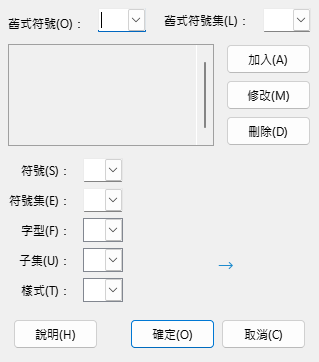 舊式符號(O)： 舊式符號集(L)：
加入(A)
修改(M)
刪除(D)
符號(S)：
符號集(E)：
字型(F)：
子集(U)： →
樣式(T)：
說明(H) 確定(O) 取消(C)